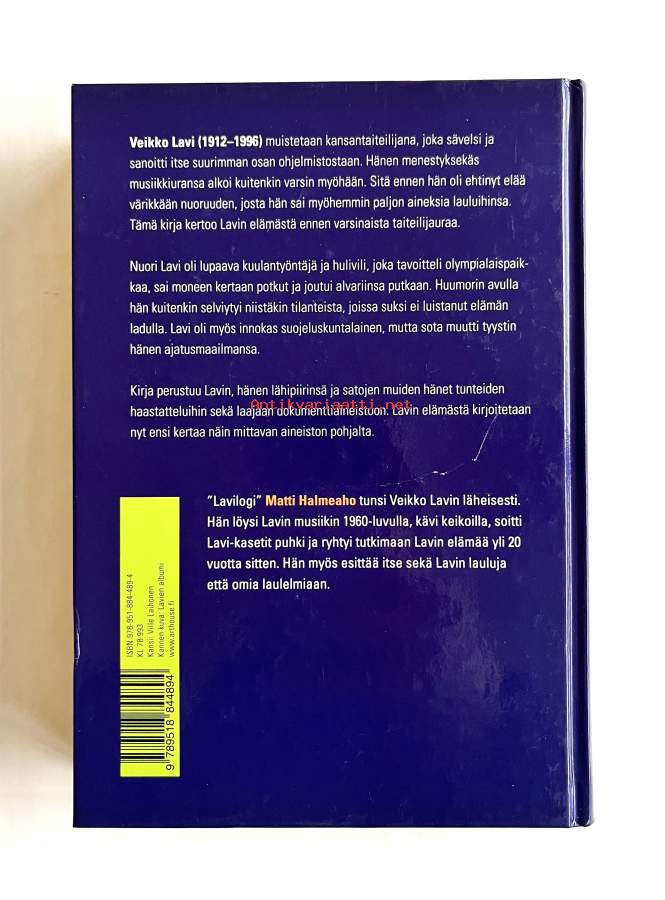 Veikko Lavi (1912–1996) muistetaan kansantaiteilijana, joka sävelsi ja
sanoitti itse suurimman osan ohjelmistostaan. Hänen menestyksekäs
musiikkiuransa alkoi kuitenkin varsin myöhään. Sitä ennen hän oli ehtinyt elää
värikkään nuoruuden, josta hän sai myöhemmin paljon aineksia lauluihinsa.
Tämä kirja kertoo Lavin elämästä ennen varsinaista taiteilijauraa.
Nuori Lavi oli lupaava kuulantyöntäjä ja hulivili, joka tavoitteli olympialaispaik-
kaa, sai moneen kertaan potkut ja joutui alvariinsa putkaan. Huumorin avulla
hän kuitenkin selviytyi niistäkin tilanteista, joissa suksi ei luistanut elämän
ladulla. Lavi oli myös innokas suojeluskuntalainen, mutta sota muutti tyystin
hänen ajatusmaailmansa.
Kirja perustuu Lavin, hänen lähipiirinsä ja satojen muiden hänet tunteiden
haastatteluihin sekä laajaan dokumenttiaineistoon. Lavin elämästä kirjoitetaan
nyt ensi kertaa näin mittavan aineiston pohjalta.
Antikvariaatti.net
"Lavilogi" Matti Halmeaho tunsi Veikko Lavin läheisesti.
Hän löysi Lavin musiikin 1960-luvulla, kävi keikoilla, soitti
Lavi-kasetit puhki ja ryhtyi tutkimaan Lavin elämää yli 20
vuotta sitten. Hän myös esittää itse sekä Lavin lauluja
että omia laulelmiaan.
ISBN 978-951-884-489-4
KL 78.993
Kansi: Ville Laihonen
Kannen kuva: Lavien albumi
www.arthouse.fi
9 789518 844894